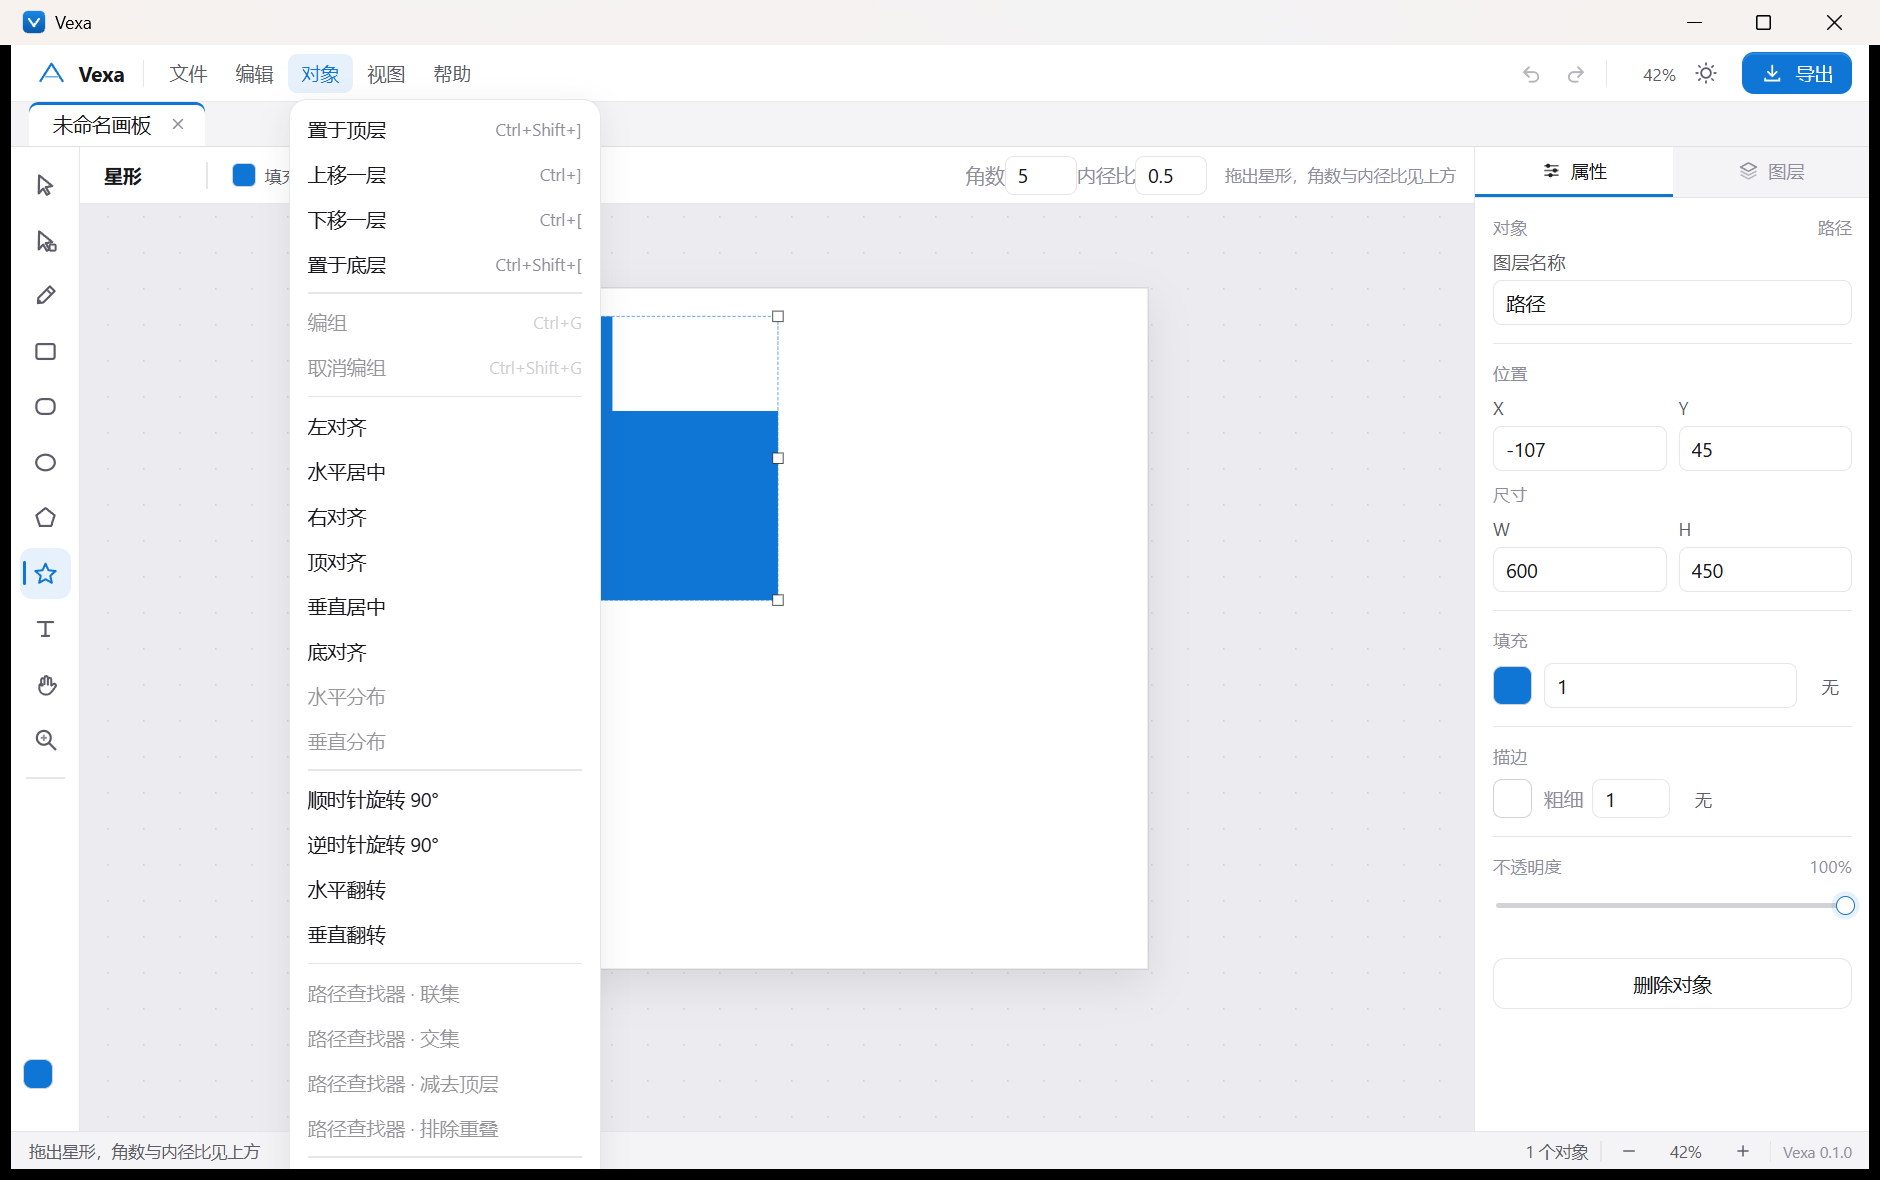 Vexa
Vexa 文件 编辑 对象 视图 帮助 42% 导出
未命名画板
星形 角数 5 内径比 0.5 拖出星形，角数与内径比见上方
置于顶层 Ctrl+Shift+]
上移一层 Ctrl+]
下移一层 Ctrl+[
置于底层 Ctrl+Shift+[
编组 Ctrl+G
取消编组 Ctrl+Shift+G
左对齐
水平居中
右对齐
顶对齐
垂直居中
底对齐
水平分布
垂直分布
顺时针旋转 90°
逆时针旋转 90°
水平翻转
垂直翻转
路径查找器 · 联集
路径查找器 · 交集
路径查找器 · 减去顶层
路径查找器 · 排除重叠
属性 图层
对象 路径
图层名称
路径
位置
X Y
-107 45
尺寸
W H
600 450
填充
1 无
描边
粗细 1 无
不透明度 100%
删除对象
拖出星形，角数与内径比见上方 1 个对象 42% Vexa 0.1.0